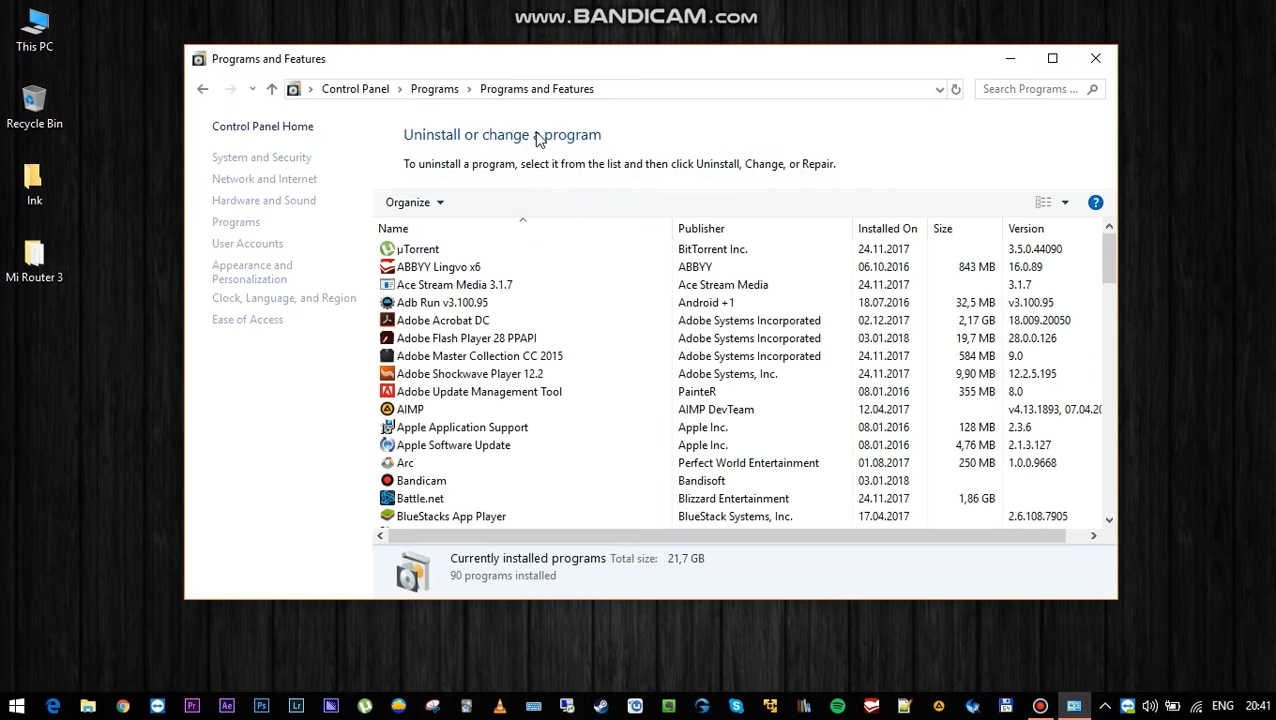 www.BANDICAM.com
This PC
Recycle Bin
Ink
Mi Router 3
Programs and Features
Control Panel > Programs > Programs and Features
Search Programs ...
Control Panel Home
System and Security
Network and Internet
Hardware and Sound
Programs
User Accounts
Appearance and
Personalization
Clock, Language, and Region
Ease of Access
Uninstall or change a program
To uninstall a program, select it from the list and then click Uninstall, Change, or Repair.
Organize
Name Publisher Installed On Size Version
µTorrent BitTorrent Inc. 24.11.2017 3.5.0.44090
ABBYY Lingvo x6 ABBYY 06.10.2016 843 MB 16.0.89
Ace Stream Media 3.1.7 Ace Stream Media 24.11.2017 3.1.7
Adb Run v3.100.95 Android +1 18.07.2016 32,5 MB v3.100.95
Adobe Acrobat DC Adobe Systems Incorporated 02.12.2017 2,17 GB 18.009.20050
Adobe Flash Player 28 PPAPI Adobe Systems Incorporated 03.01.2018 19,7 MB 28.0.0.126
Adobe Master Collection CC 2015 Adobe Systems Incorporated 24.11.2017 584 MB 9.0
Adobe Shockwave Player 12.2 Adobe Systems, Inc. 24.11.2017 9,90 MB 12.2.5.195
Adobe Update Management Tool PainteR 08.01.2016 355 MB 8.0
AIMP AIMP DevTeam 12.04.2017 v4.13.1893, 07.04.20
Apple Application Support Apple Inc. 08.01.2016 128 MB 2.3.6
Apple Software Update Apple Inc. 08.01.2016 4,76 MB 2.1.3.127
Arc Perfect World Entertainment 01.08.2017 250 MB 1.0.0.9668
Bandicam Bandisoft 03.01.2018
Battle.net Blizzard Entertainment 24.11.2017 1,86 GB
BlueStacks App Player BlueStack Systems, Inc. 17.04.2017 2.6.108.7905
Currently installed programs Total size: 21,7 GB
90 programs installed
Pr Ae Ps Lr
ENG 20:41